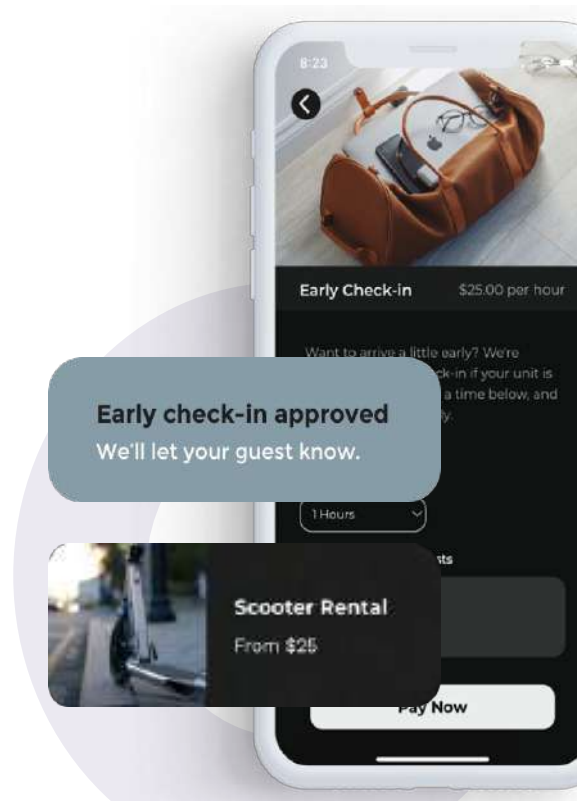 8:23
Early Check-in $25.00 per hour
Want to arrive a little early? We're
ck-in if your unit is
a time below, and
y.
Early check-in approved
We'll let your guest know.
1 Hours
sts
Scooter Rental
From $25
Pay Now